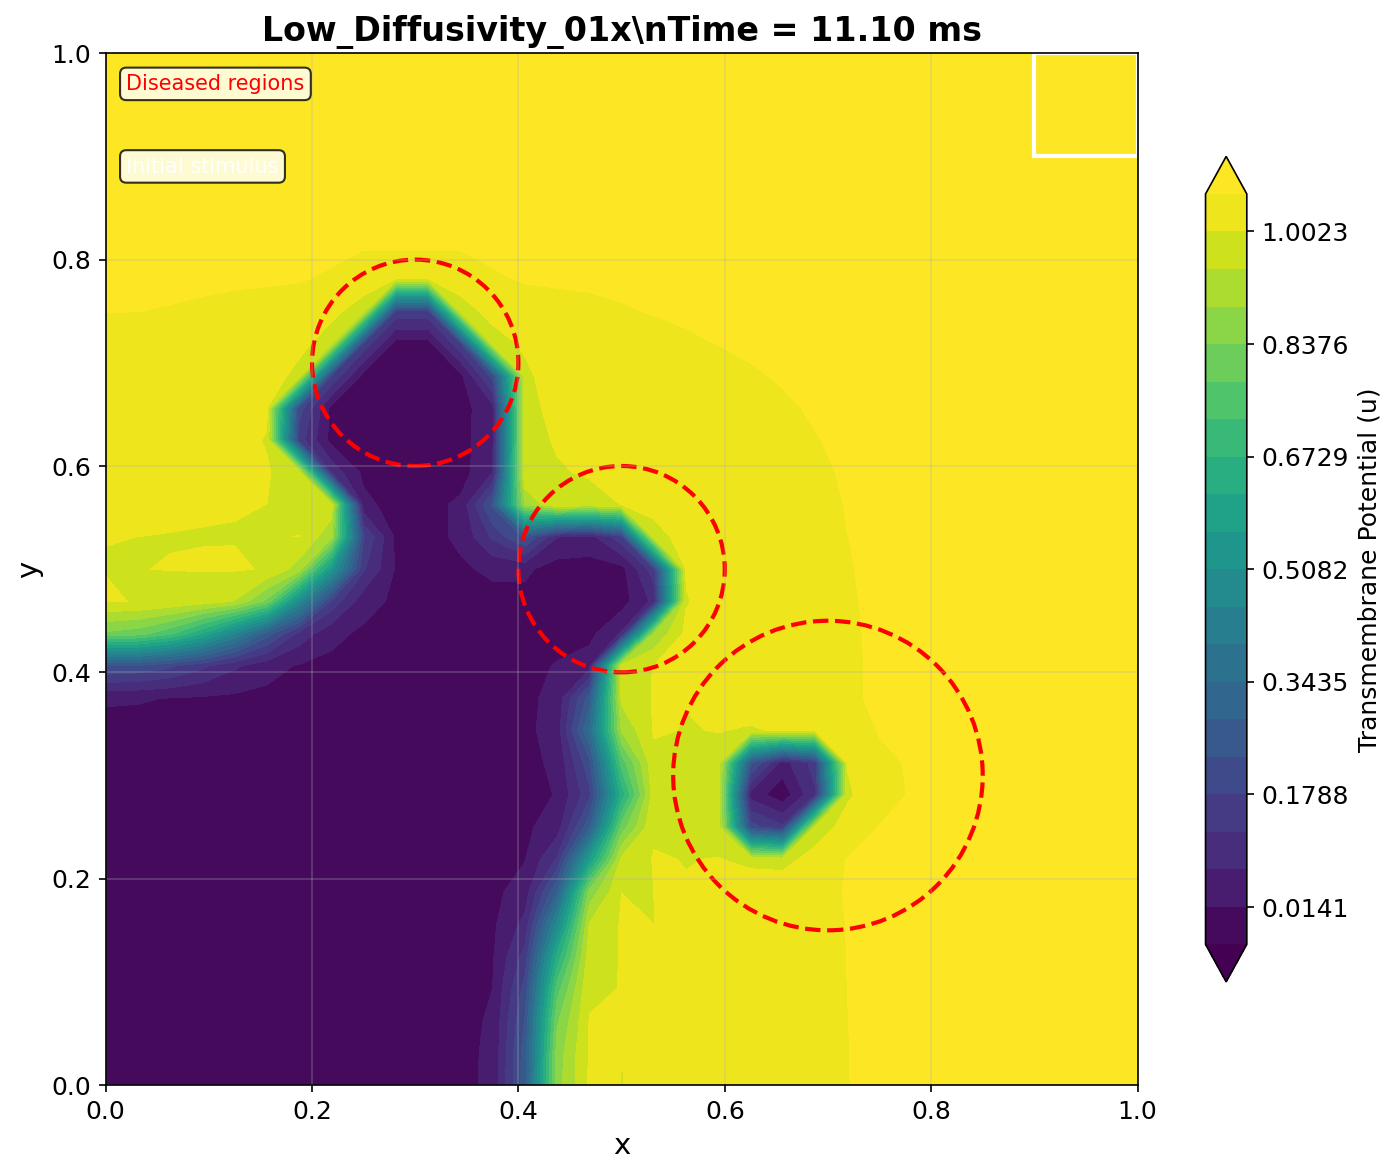 Low_Diffusivity_01x\nTime = 11.10 ms
1.0
Diseased regions
Initial stimulus
0.8
0.6
y
0.4
0.2
0.0
0.0 0.2 0.4 0.6 0.8 1.0
x
1.0023
0.8376
0.6729
0.5082
0.3435
0.1788
0.0141
Transmembrane Potential (u)